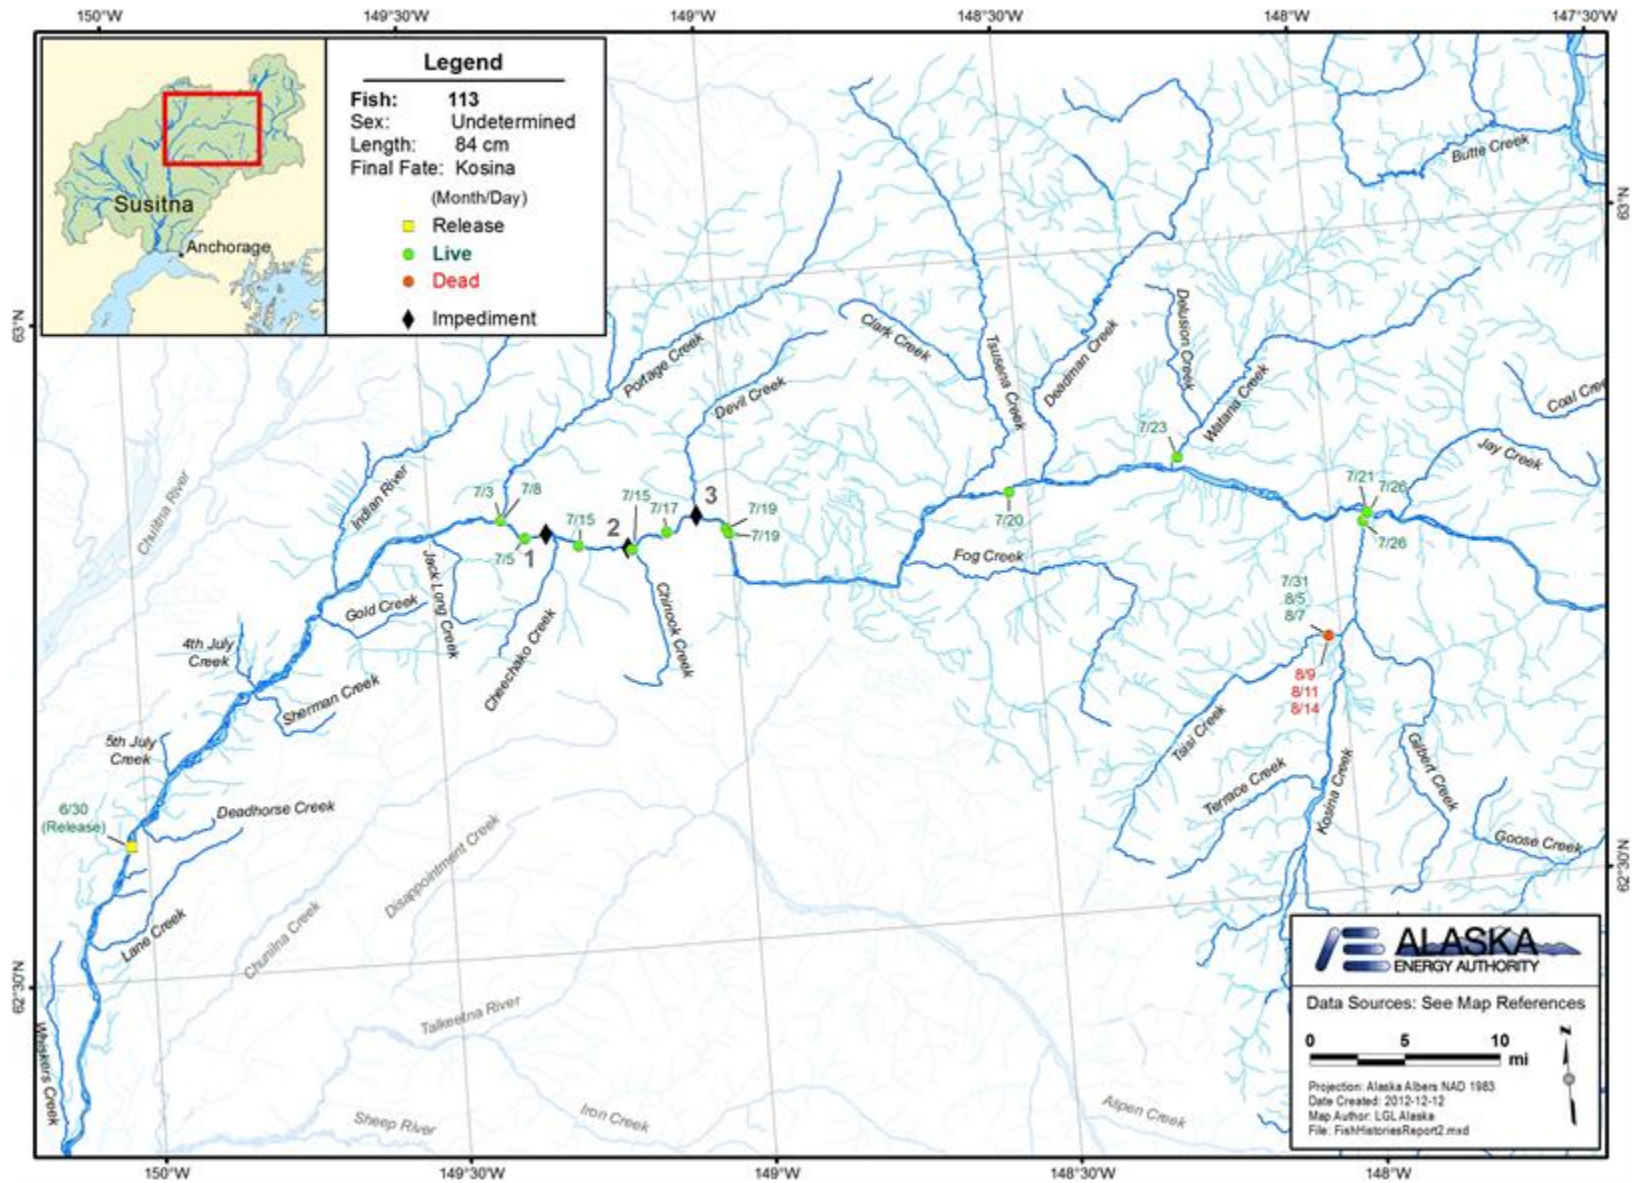 150°W
149°30'W
149°W
148°30'W
148°W
147°30'W
Legend
Fish: 113
Sex: Undetermined
Length: 84 cm
Final Fate: Kosina
(Month/Day)
Release
Live
Dead
Impediment
Susitna
Anchorage
63°N
63°N
Butte Creek
Portage Creek
Clark Creek
Tsusena Creek
Deadman Creek
Delusion Creek
Watana Creek
Devil Creek
Coal Cree
Jay Creek
Chulitna River
Indian River
7/3
7/8
7/5
1
7/15
2
7/15
7/17
3
7/19
7/19
7/20
7/23
7/21
7/26
7/26
Fog Creek
Jack Long Creek
Gold Creek
Cheechako Creek
Chinook Creek
7/31
8/5
8/7
8/9
8/11
8/14
4th July
Creek
Sherman Creek
5th July
Creek
Tsisi Creek
Terrace Creek
Kosina Creek
Gilbert Creek
Goose Creek
6/30
(Release)
Deadhorse Creek
Disappointment Creek
Lane Creek
Chunilna Creek
62°30'N
62°30'N
Talkeetna River
Whiskers Creek
Sheep River
Iron Creek
Aspen Creek
ALASKA
ENERGY AUTHORITY
Data Sources: See Map References
0 5 10
mi
N
Projection: Alaska Albers NAD 1983
Date Created: 2012-12-12
Map Author: LGL Alaska
File: FishHistoriesReport2.mxd
150°W
149°30'W
149°W
148°30'W
148°W